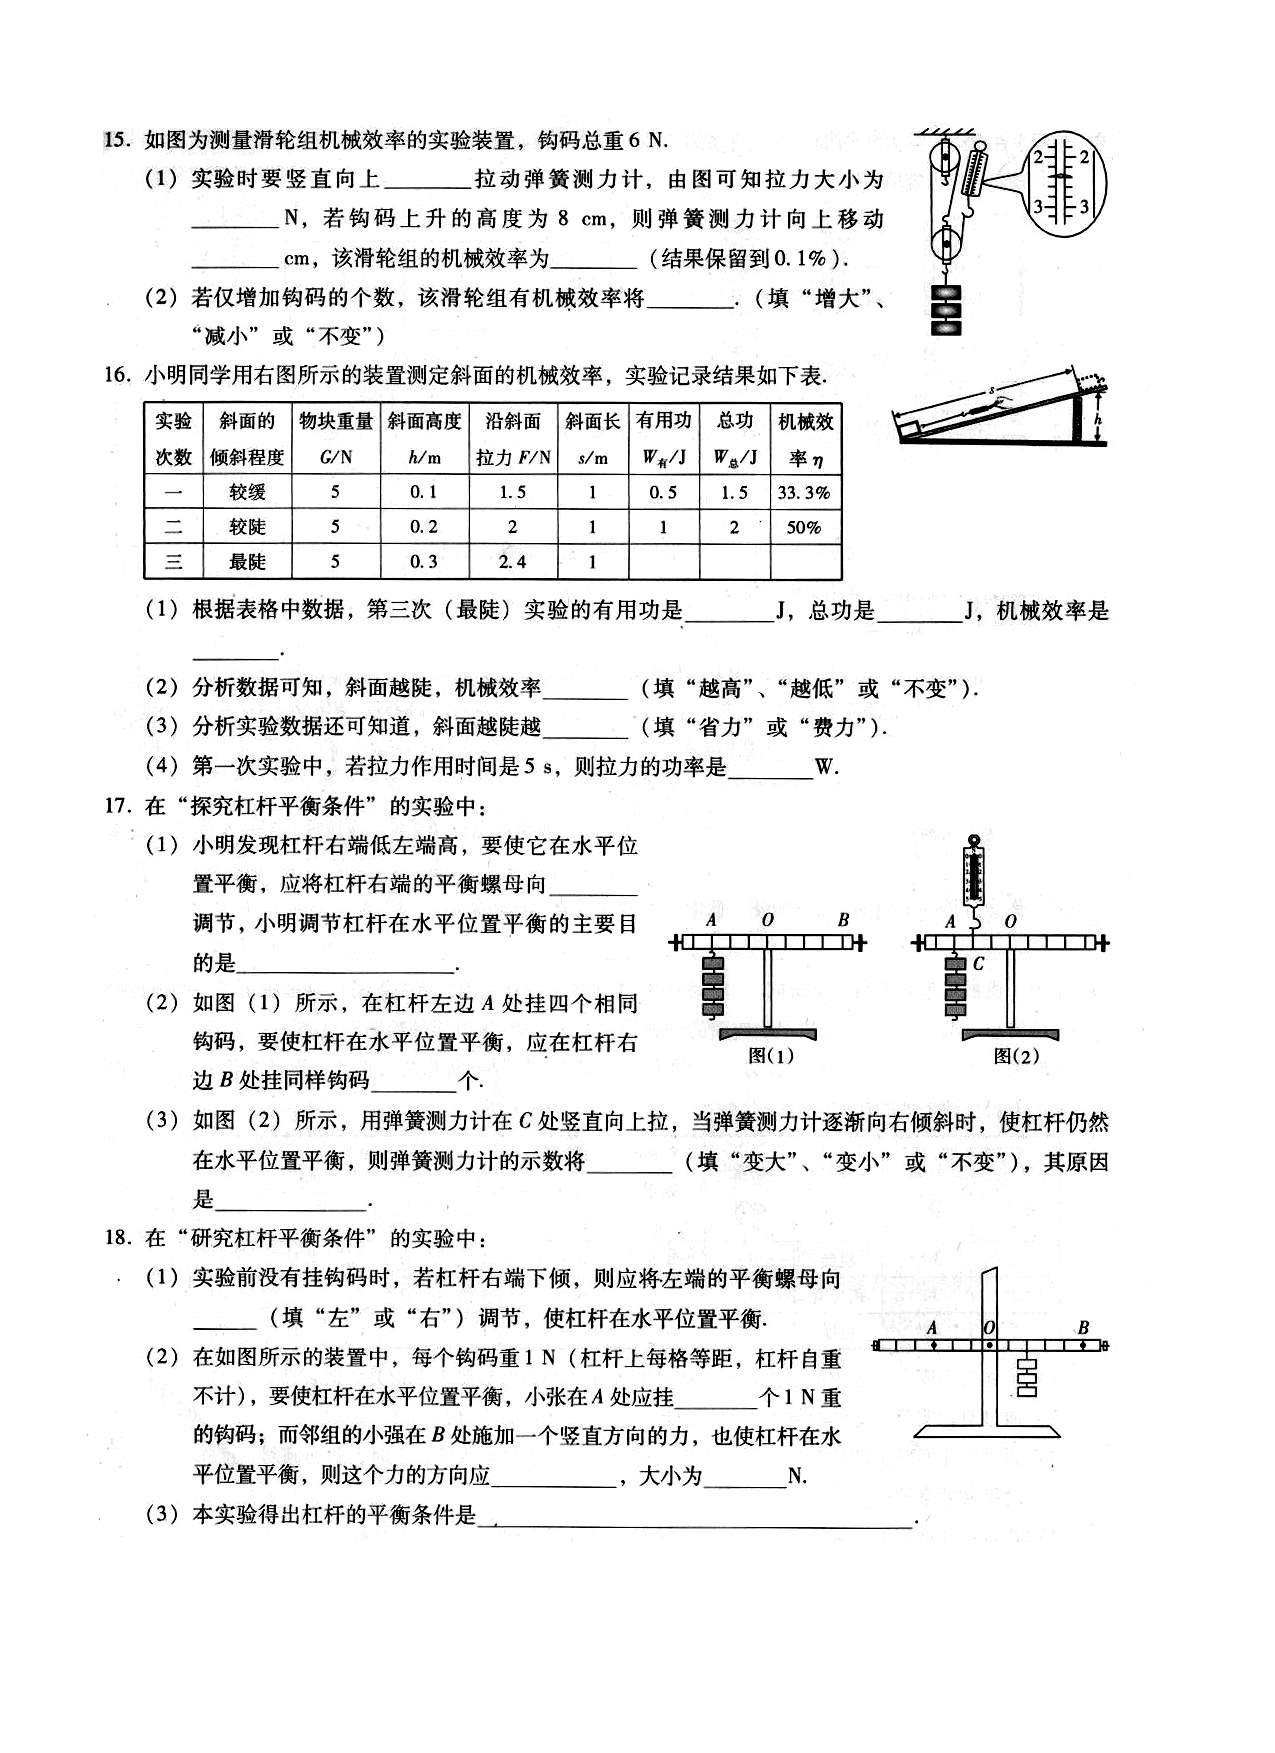 15. 如图为测量滑轮组机械效率的实验装置，钩码总重6 N.
(1) 实验时要竖直向上________拉动弹簧测力计，由图可知拉力大小为
________N，若钩码上升的高度为 8 cm，则弹簧测力计向上移动
________cm，该滑轮组的机械效率为________（结果保留到0.1%）.
(2) 若仅增加钩码的个数，该滑轮组有机械效率将________.（填“增大”、
“减小”或“不变”）
2 2
3 3
16. 小明同学用右图所示的装置测定斜面的机械效率，实验记录结果如下表.
s
h
实验次数 斜面的倾斜程度 物块重量G/N 斜面高度h/m 沿斜面拉力 F/N 斜面长s/m 有用功W有/J 总功W总/J 机械效率 η
一 较缓 5 0.1 1.5 1 0.5 1.5 33.3%
二 较陡 5 0.2 2 1 1 2 50%
三 最陡 5 0.3 2.4 1
(1) 根据表格中数据，第三次（最陡）实验的有用功是________J，总功是________J，机械效率是
________.
(2) 分析数据可知，斜面越陡，机械效率________（填“越高”、“越低”或“不变”）.
(3) 分析实验数据还可知道，斜面越陡越________（填“省力”或“费力”）.
(4) 第一次实验中，若拉力作用时间是5 s，则拉力的功率是________W.
17. 在“探究杠杆平衡条件”的实验中：
(1) 小明发现杠杆右端低左端高，要使它在水平位
置平衡，应将杠杆右端的平衡螺母向________
调节，小明调节杠杆在水平位置平衡的主要目
的是____________________.
(2) 如图（1）所示，在杠杆左边 A 处挂四个相同
钩码，要使杠杆在水平位置平衡，应在杠杆右
边 B 处挂同样钩码________个.
A O B
图(1)
A O
C
图(2)
(3) 如图（2）所示，用弹簧测力计在 C 处竖直向上拉，当弹簧测力计逐渐向右倾斜时，使杠杆仍然
在水平位置平衡，则弹簧测力计的示数将________（填“变大”、“变小”或“不变”），其原因
是______________.
18. 在“研究杠杆平衡条件”的实验中：
(1) 实验前没有挂钩码时，若杠杆右端下倾，则应将左端的平衡螺母向
______（填“左”或“右”）调节，使杠杆在水平位置平衡.
(2) 在如图所示的装置中，每个钩码重1 N（杠杆上每格等距，杠杆自重
不计），要使杠杆在水平位置平衡，小张在A 处应挂________个1 N重
的钩码；而邻组的小强在 B 处施加一个竖直方向的力，也使杠杆在水
平位置平衡，则这个力的方向应____________，大小为________N.
A O B
(3) 本实验得出杠杆的平衡条件是________________________________________.